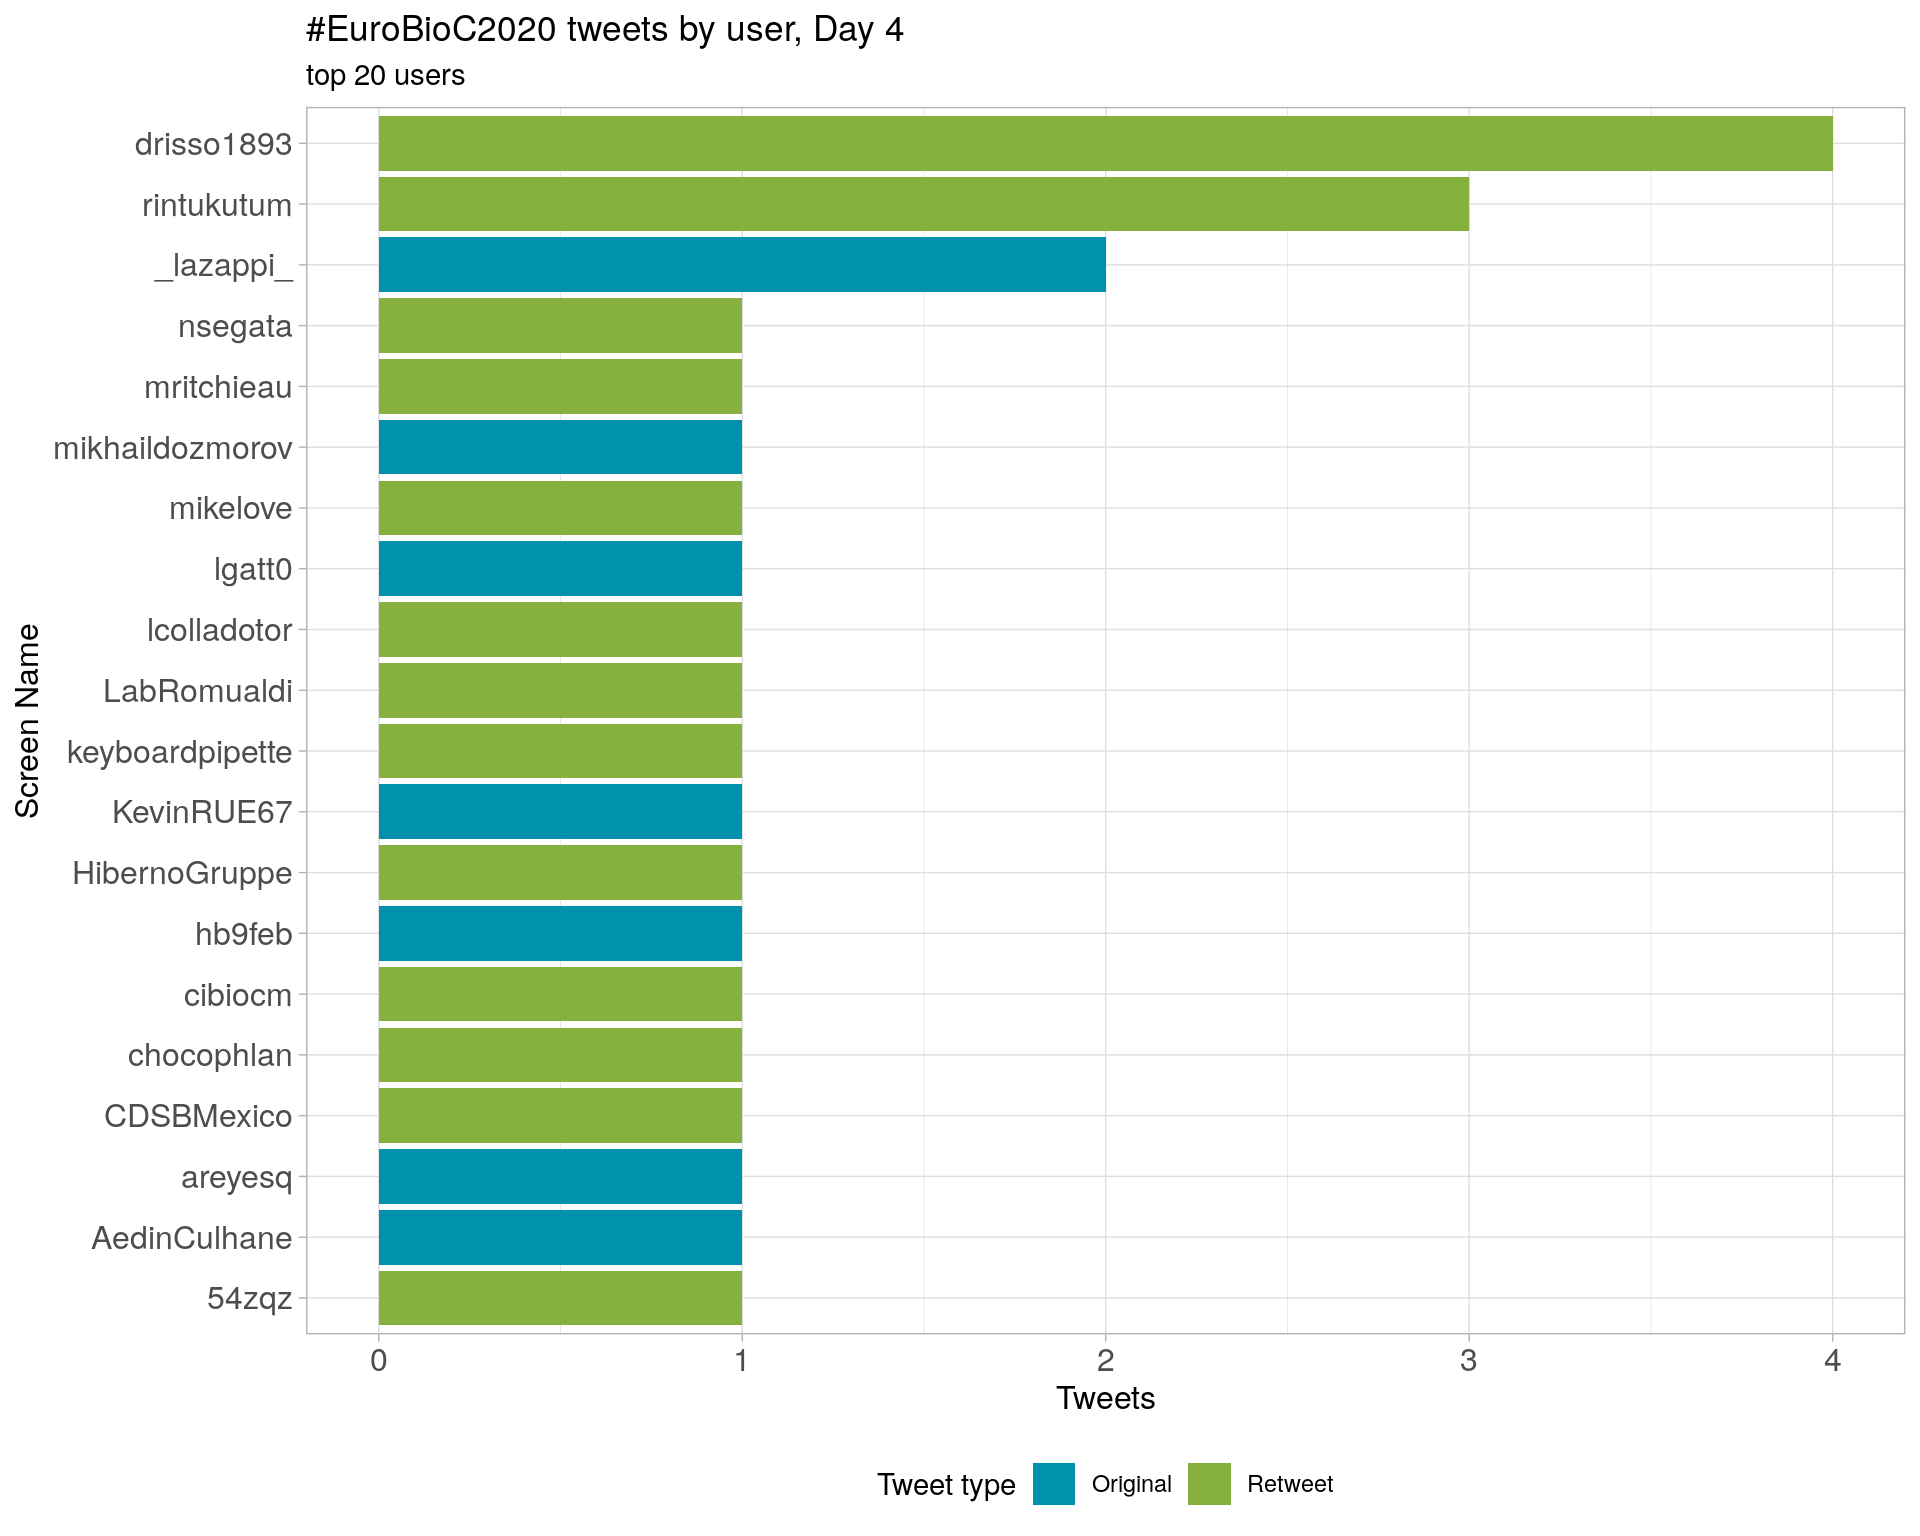 #EuroBioC2020 tweets by user, Day 4
top 20 users
drisso1893
rintukutum
_lazappi_
nsegata
mritchieau
mikhaildozmorov
mikelove
lgatt0
lcolladotor
LabRomualdi
keyboardpipette
KevinRUE67
HibernoGruppe
hb9feb
cibiocm
chocophlan
CDSBMexico
areyesq
AedinCulhane
54zqz
Screen Name
0 1 2 3 4
Tweets
Tweet type Original Retweet